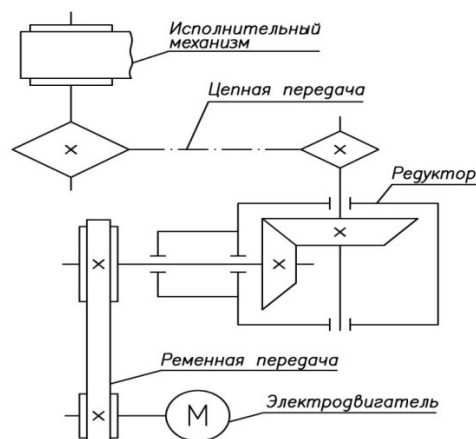 Исполнительный
механизм
Цепная передача
Редуктор
Ременная передача
Электродвигатель
М